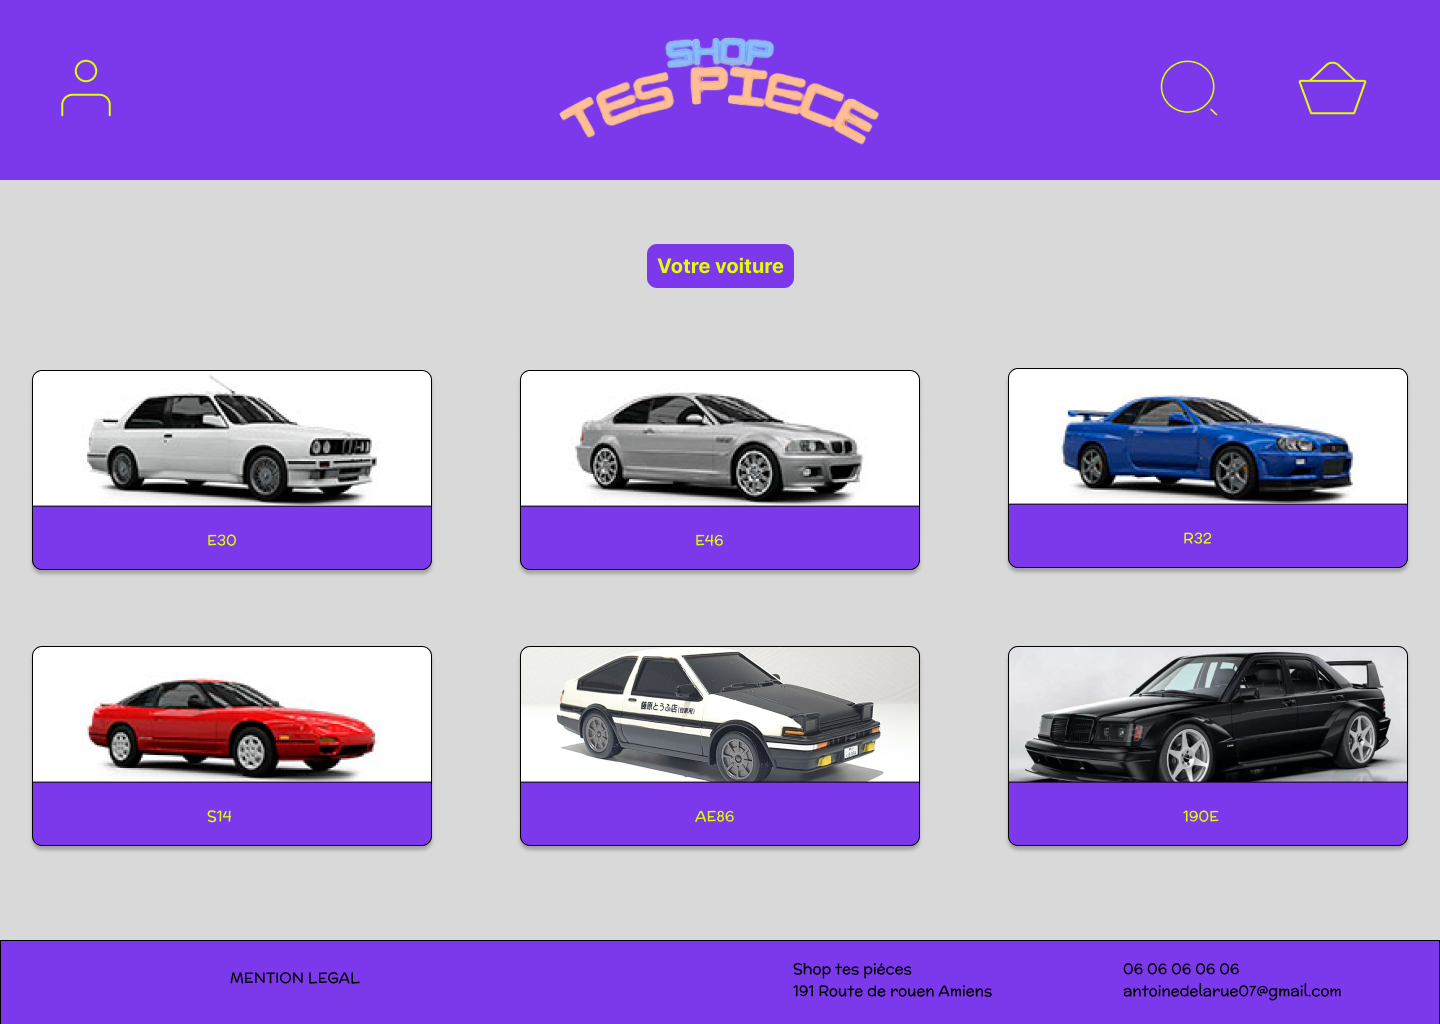 SHOP
TES PIECE
Votre voiture
E30
E46
R32
S14
AE86
190E
MENTION LEGAL
Shop tes piéces
191 Route de rouen Amiens
06 06 06 06 06
antoinedelarue07@gmail.com